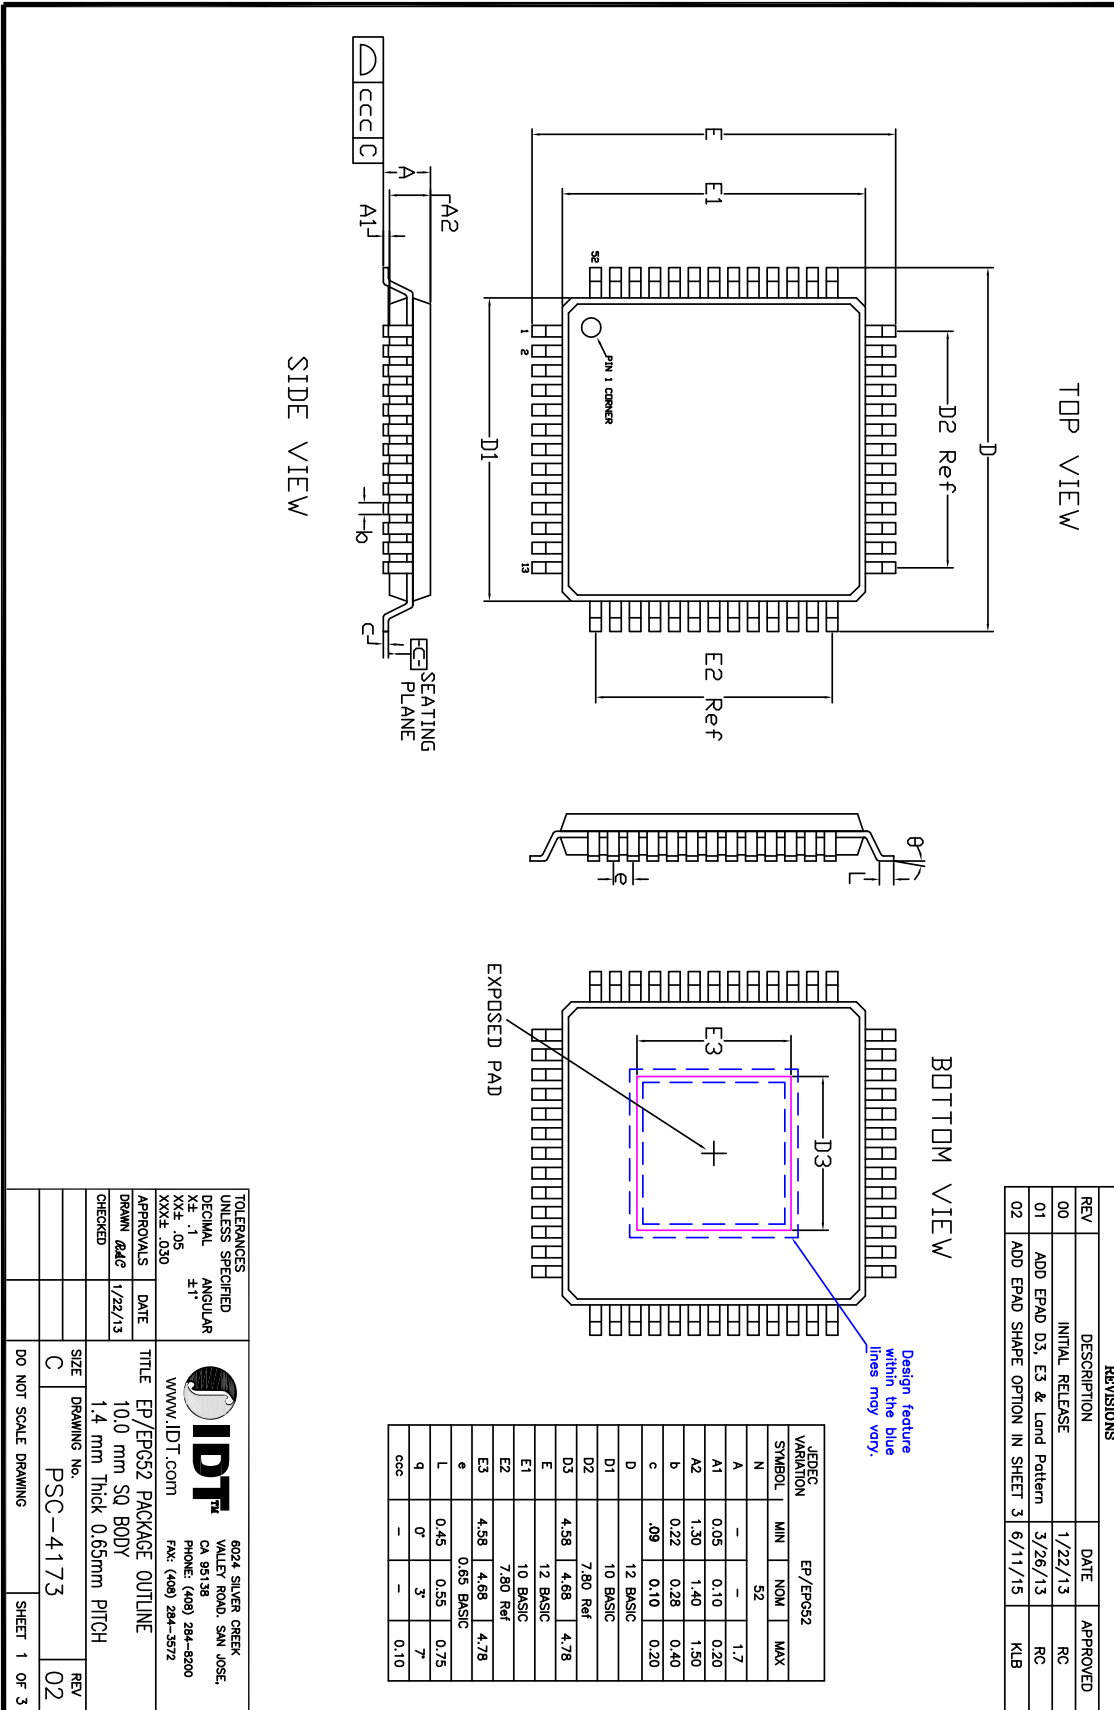 TOP VIEW
D
D2 Ref
E
E1
52
1
2
13
PIN 1 CORNER
D1
E2 Ref
A2
A
A1
ccc C
b
c
-C-
SEATING
PLANE
SIDE VIEW
θ
L
e
BOTTOM VIEW
D3
E3
EXPOSED PAD
Design feature
within the blue
lines may vary.
REVISIONS
REV DESCRIPTION DATE APPROVED
00 INITIAL RELEASE 1/22/13 RC
01 ADD EPAD D3, E3 & Land Pattern 3/26/13 RC
02 ADD EPAD SHAPE OPTION IN SHEET 3 6/11/15 KLB
JEDEC
VARIATION EP/EPG52
SYMBOL MIN NOM MAX
N 52
A – – 1.7
A1 0.05 0.10 0.20
A2 1.30 1.40 1.50
b 0.22 0.28 0.40
c .09 0.10 0.20
D 12 BASIC
D1 10 BASIC
D2 7.80 Ref
D3 4.58 4.68 4.78
E 12 BASIC
E1 10 BASIC
E2 7.80 Ref
E3 4.58 4.68 4.78
e 0.65 BASIC
L 0.45 0.55 0.75
q 0° 3° 7°
ccc – – 0.10
TOLERANCES
UNLESS SPECIFIED
DECIMAL ANGULAR
X± .1 ±1°
XX± .05
XXX± .030
APPROVALS DATE
DRAWN RAC 1/22/13
CHECKED
IDT™
www.IDT.com
6024 SILVER CREEK
VALLEY ROAD, SAN JOSE,
CA 95138
PHONE: (408) 284-8200
FAX: (408) 284-3572
TITLE EP/EPG52 PACKAGE OUTLINE
10.0 mm SQ BODY
1.4 mm Thick 0.65mm PITCH
SIZE DRAWING No. REV
C PSC-4173 02
DO NOT SCALE DRAWING SHEET 1 OF 3